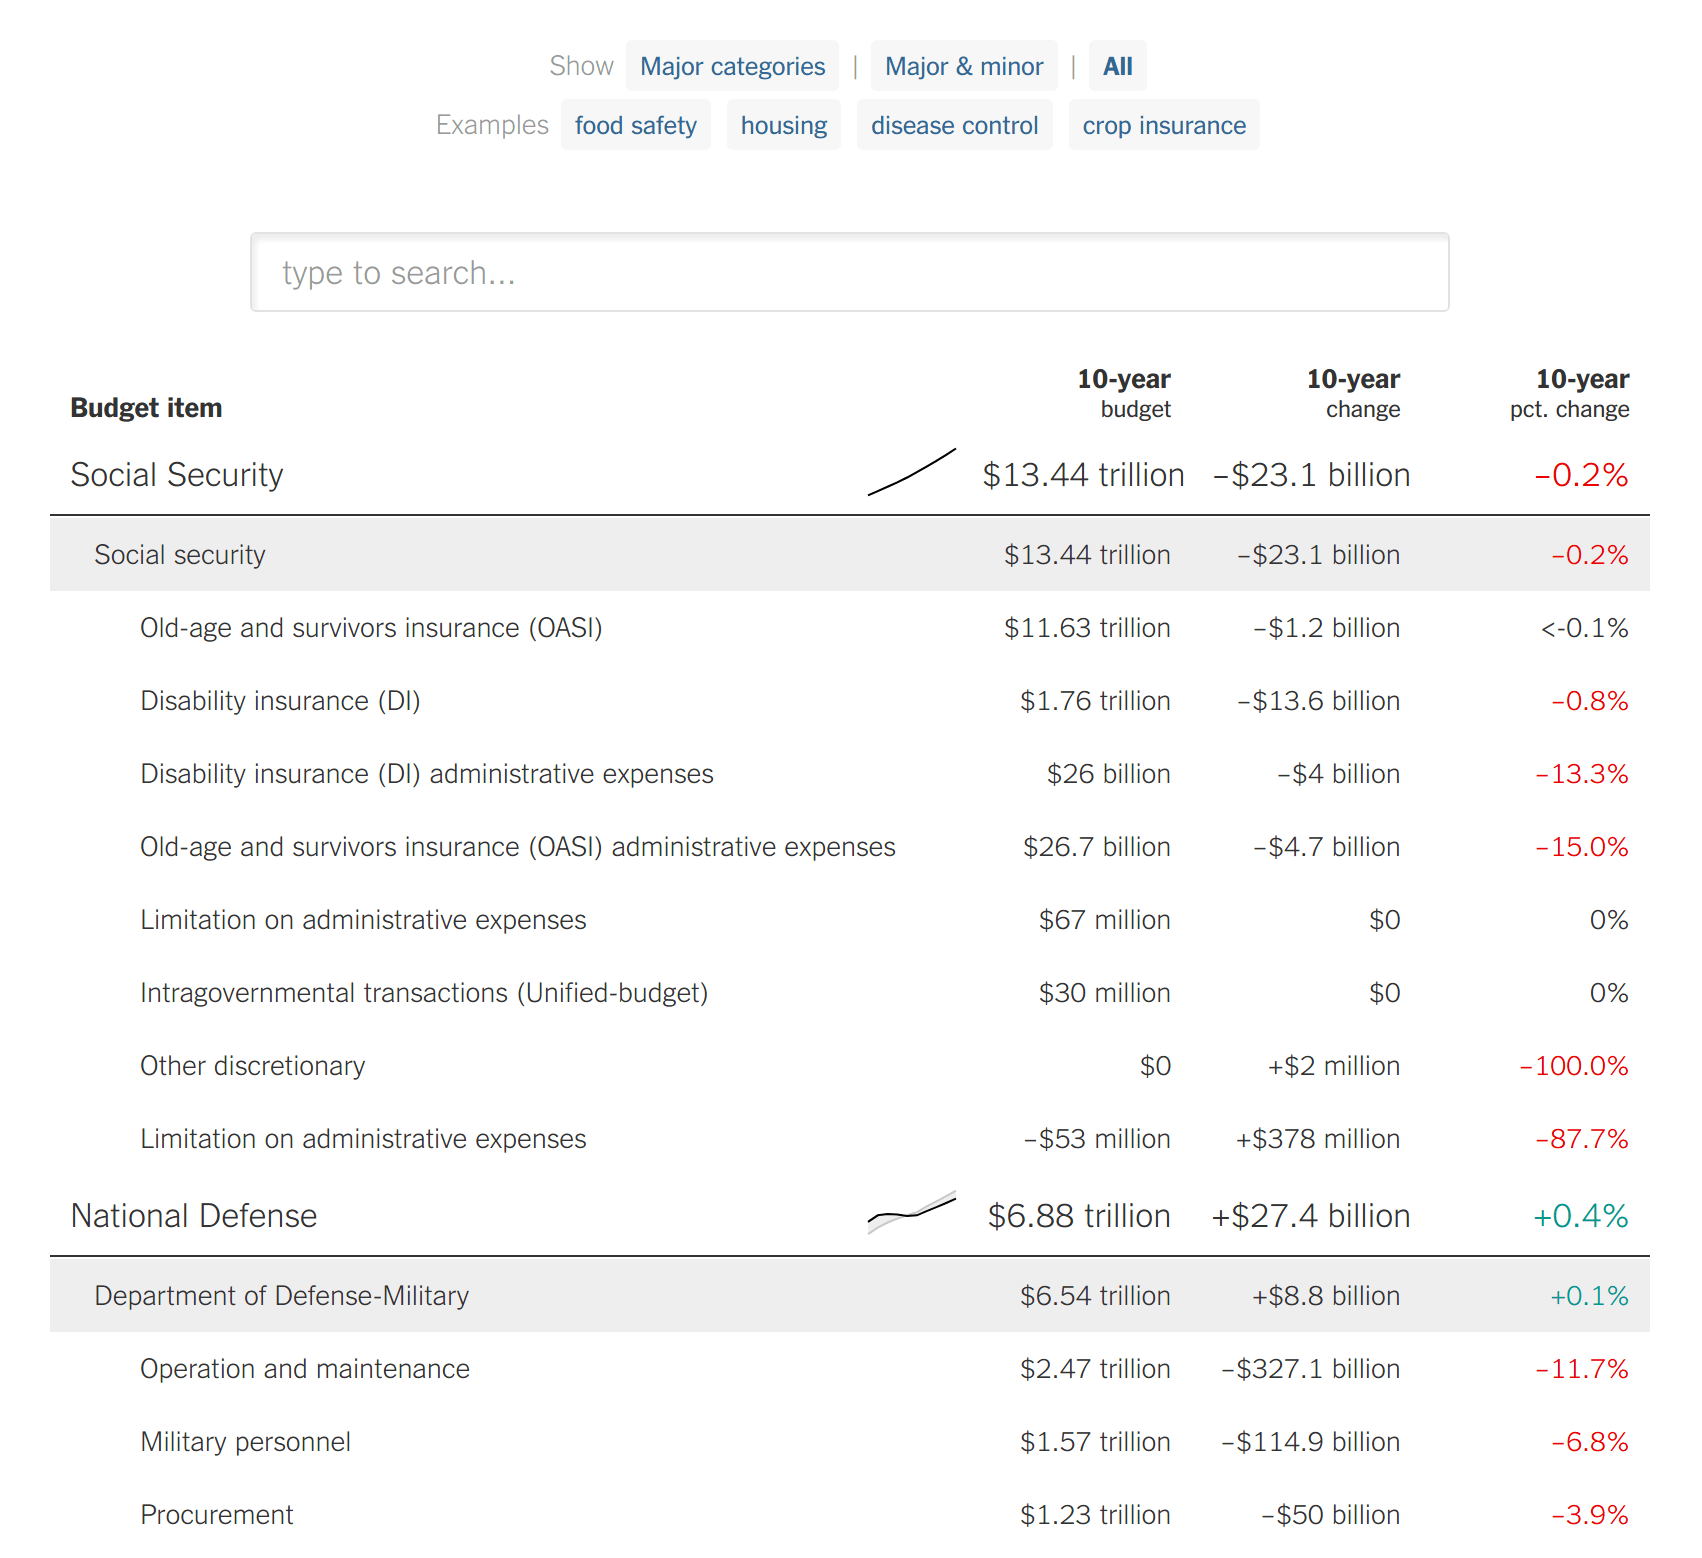 Show Major categories | Major & minor | All
Examples food safety housing disease control crop insurance
type to search...
Budget item 10-year budget 10-year change 10-year pct. change
Social Security $13.44 trillion –$23.1 billion –0.2%
Social security $13.44 trillion –$23.1 billion –0.2%
Old-age and survivors insurance (OASI) $11.63 trillion –$1.2 billion <-0.1%
Disability insurance (DI) $1.76 trillion –$13.6 billion –0.8%
Disability insurance (DI) administrative expenses $26 billion –$4 billion –13.3%
Old-age and survivors insurance (OASI) administrative expenses $26.7 billion –$4.7 billion –15.0%
Limitation on administrative expenses $67 million $0 0%
Intragovernmental transactions (Unified-budget) $30 million $0 0%
Other discretionary $0 +$2 million –100.0%
Limitation on administrative expenses –$53 million +$378 million –87.7%
National Defense $6.88 trillion +$27.4 billion +0.4%
Department of Defense-Military $6.54 trillion +$8.8 billion +0.1%
Operation and maintenance $2.47 trillion –$327.1 billion –11.7%
Military personnel $1.57 trillion –$114.9 billion –6.8%
Procurement $1.23 trillion –$50 billion –3.9%